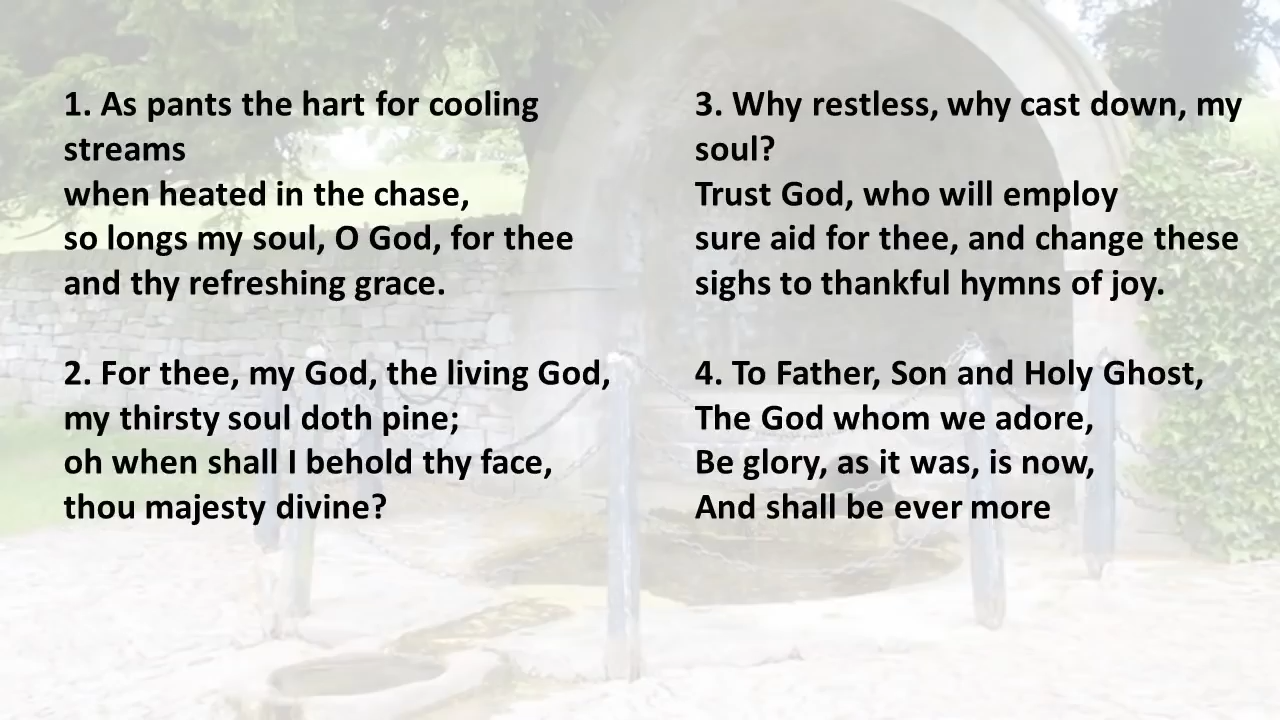 1. As pants the hart for cooling
streams
when heated in the chase,
so longs my soul, O God, for thee
and thy refreshing grace.
2. For thee, my God, the living God,
my thirsty soul doth pine;
oh when shall I behold thy face,
thou majesty divine?
3. Why restless, why cast down, my
soul?
Trust God, who will employ
sure aid for thee, and change these
sighs to thankful hymns of joy.
4. To Father, Son and Holy Ghost,
The God whom we adore,
Be glory, as it was, is now,
And shall be ever more